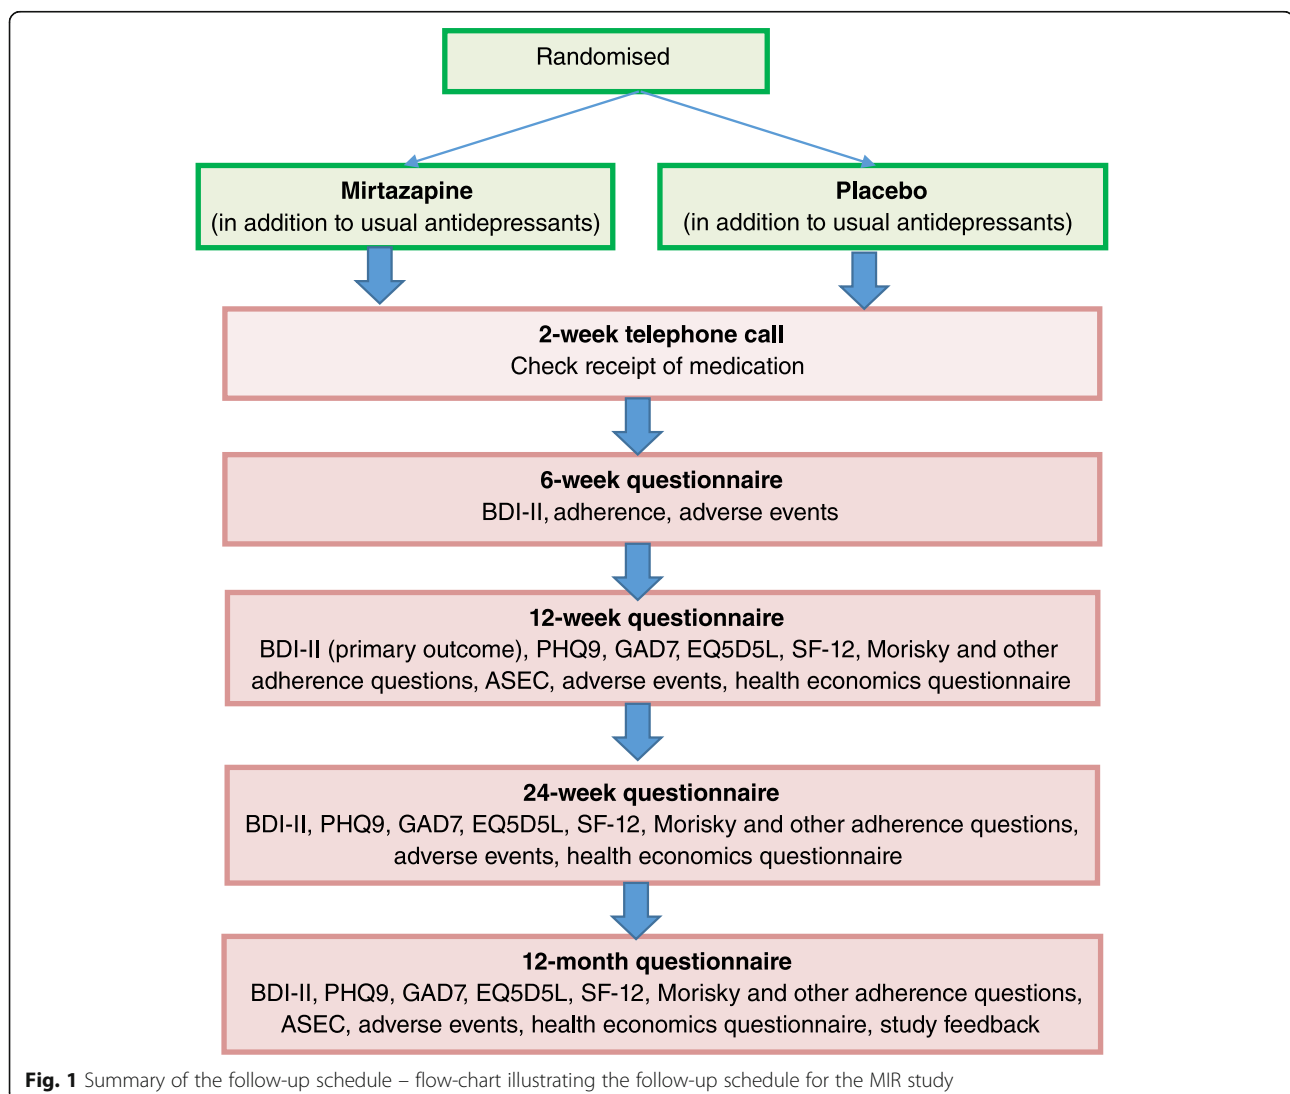 Randomised
Mirtazapine
(in addition to usual antidepressants)
Placebo
(in addition to usual antidepressants)
2-week telephone call
Check receipt of medication
6-week questionnaire
BDI-II, adherence, adverse events
12-week questionnaire
BDI-II (primary outcome), PHQ9, GAD7, EQ5D5L, SF-12, Morisky and other
adherence questions, ASEC, adverse events, health economics questionnaire
24-week questionnaire
BDI-II, PHQ9, GAD7, EQ5D5L, SF-12, Morisky and other adherence questions,
adverse events, health economics questionnaire
12-month questionnaire
BDI-II, PHQ9, GAD7, EQ5D5L, SF-12, Morisky and other adherence questions,
ASEC, adverse events, health economics questionnaire, study feedback
Fig. 1 Summary of the follow-up schedule – flow-chart illustrating the follow-up schedule for the MIR study